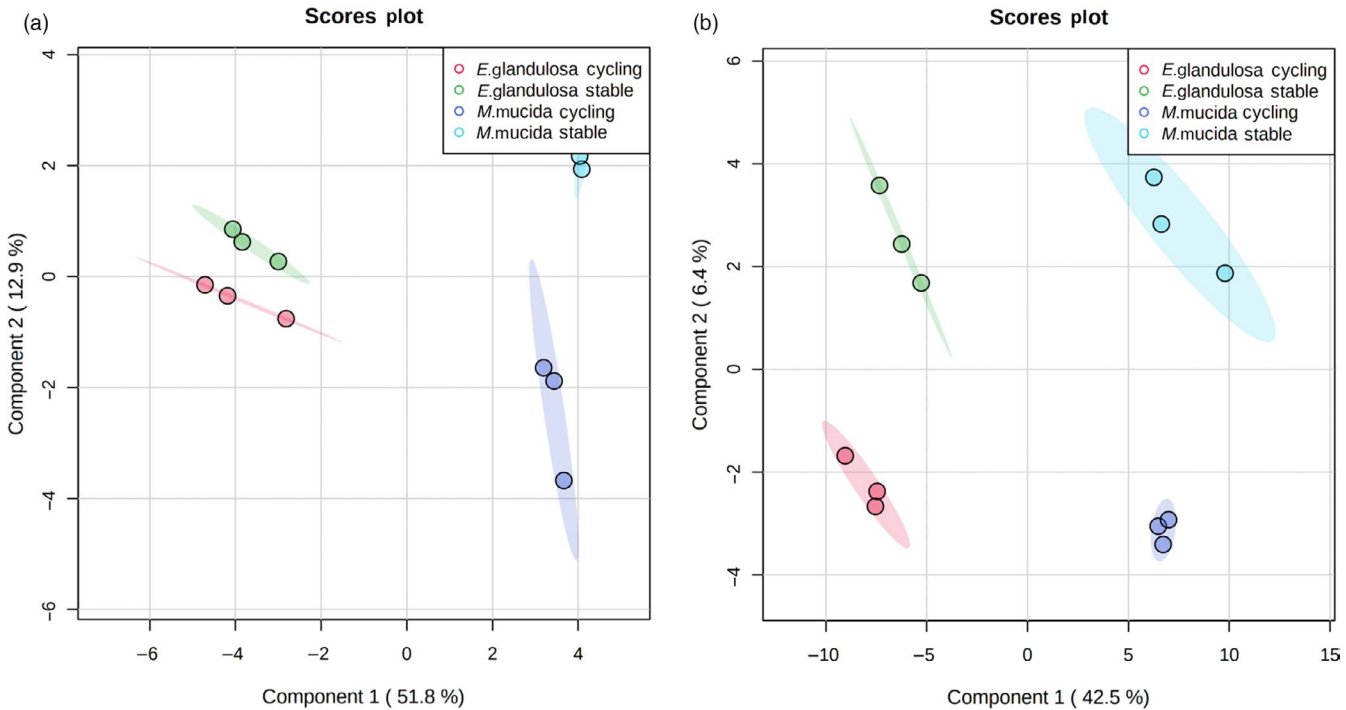 (a)
Scores plot
E.glandulosa cycling
E.glandulosa stable
M.mucida cycling
M.mucida stable
4
2
0
−2
−4
−6
Component 2 ( 12.9 %)
−6
−4
−2
0
2
4
Component 1 ( 51.8 %)
(b)
Scores plot
E.glandulosa cycling
E.glandulosa stable
M.mucida cycling
M.mucida stable
6
4
2
0
−2
−4
Component 2 ( 6.4 %)
−10
−5
0
5
10
15
Component 1 ( 42.5 %)